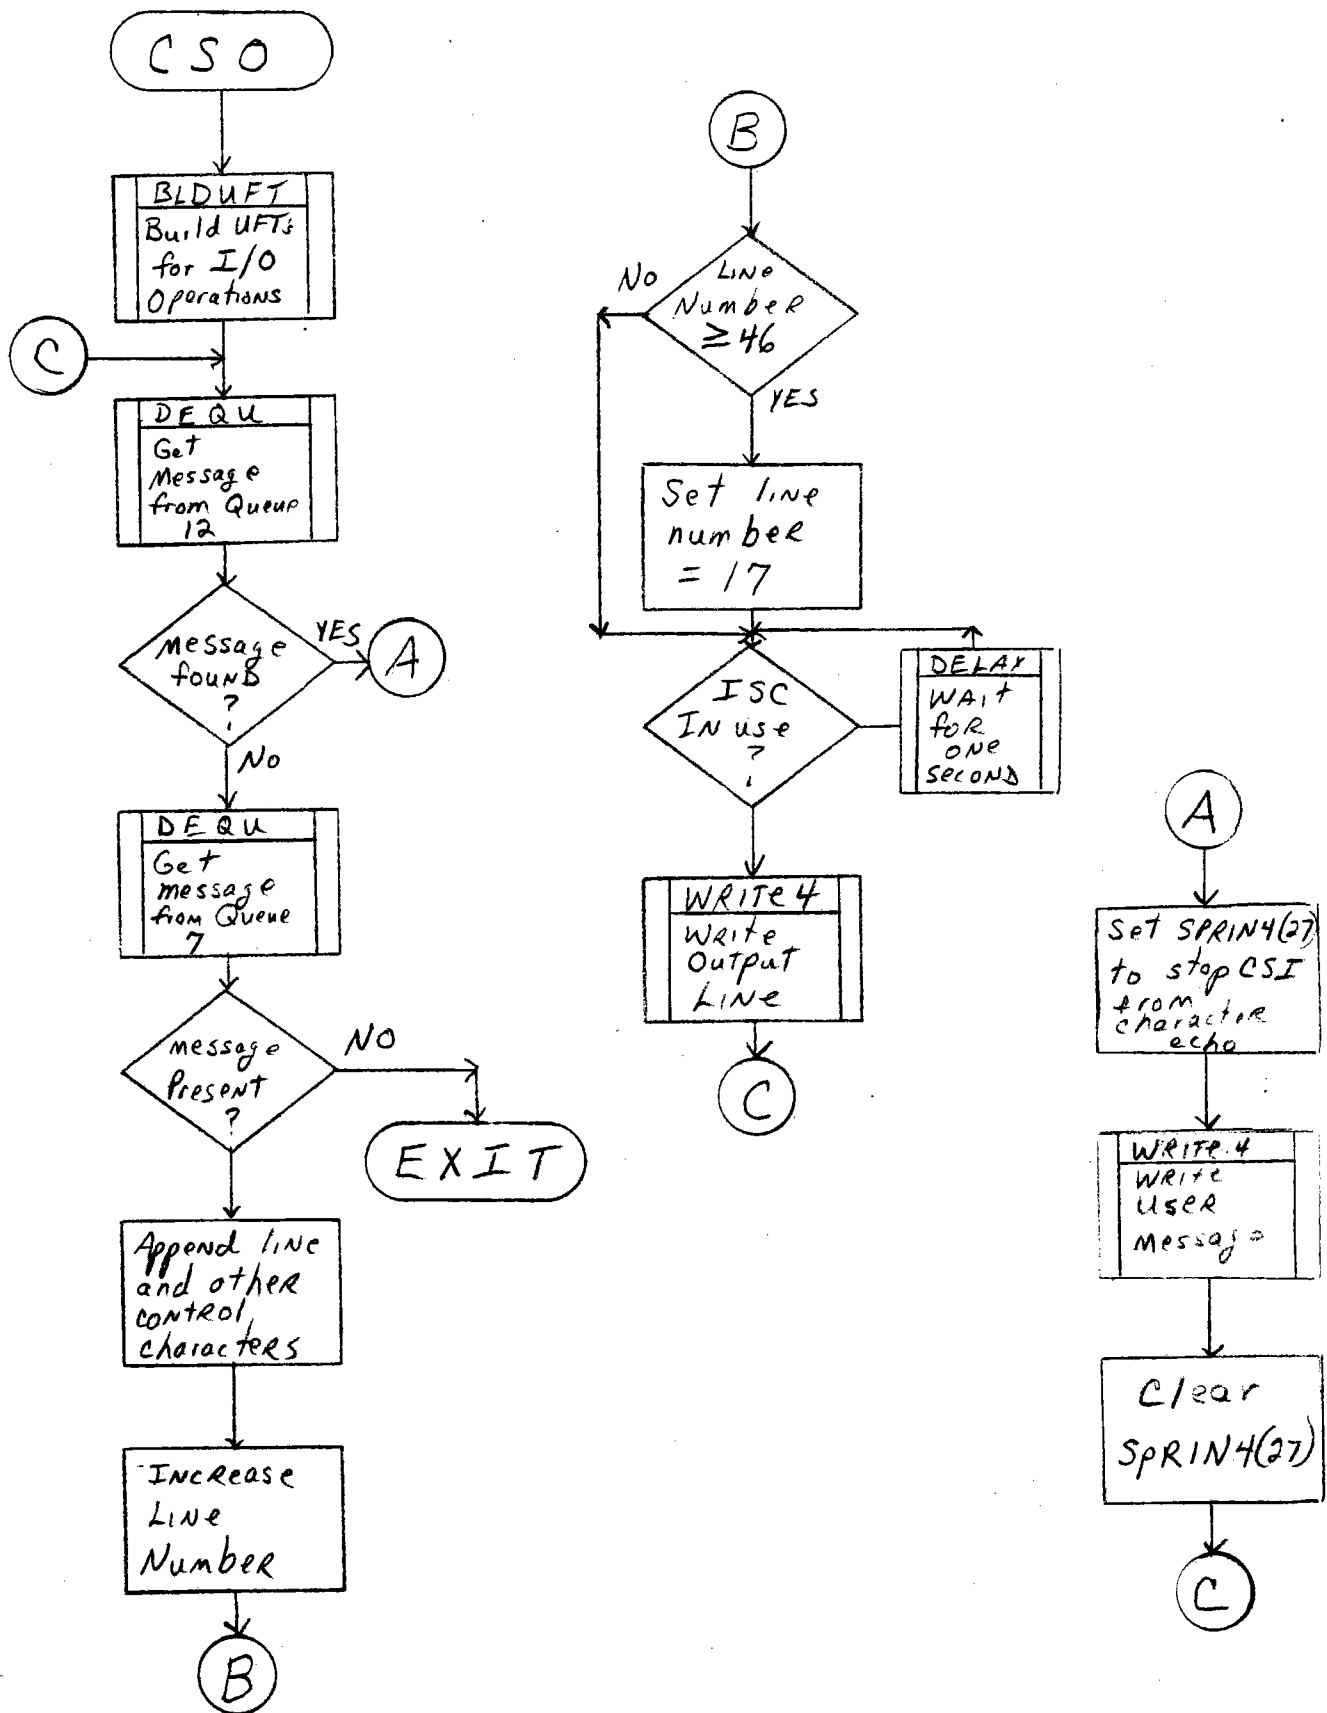 CSO
BLDUFT
Build UFTs
for I/O
Operations
C
DEQU
Get
Message
from Queue
12
Message
founD
?
YES
A
No
DEQU
Get
message
from Queue
7
message
Present
?
NO
EXIT
Append line
and other
control
characters
Increase
Line
Number
B
B
Line
Number
≥46
No
YES
Set line
number
= 17
ISC
IN use
?
DELAY
WAit
for
one
second
WRITE 4
Write
Output
Line
C
A
Set SPRIN4(27)
to stop CSI
from
character
echo
WRITE 4
Write
User
Message
Clear
SPRIN4(27)
C